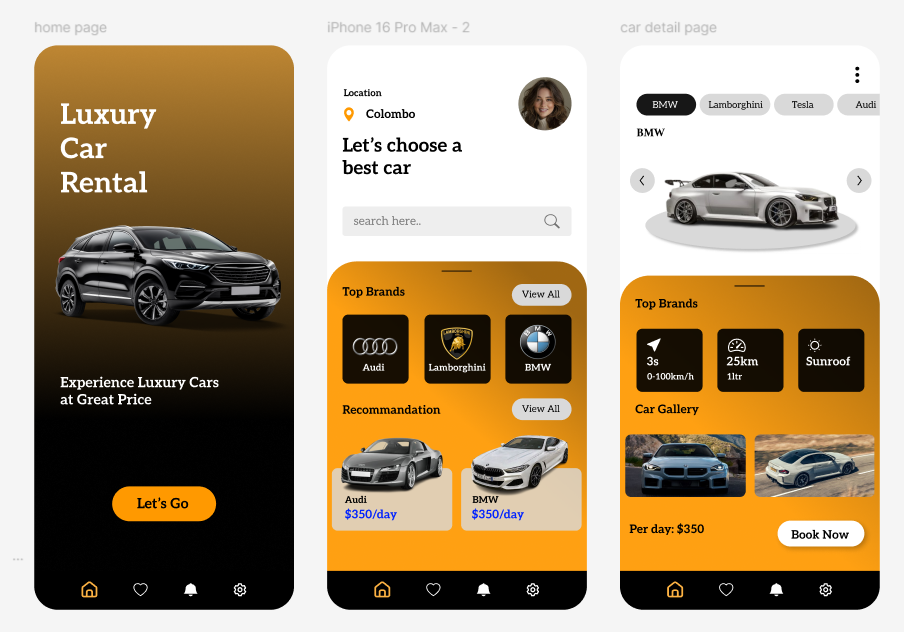 home page
Luxury
Car
Rental
Experience Luxury Cars
at Great Price
Let's Go
iPhone 16 Pro Max - 2
Location
Colombo
Let's choose a
best car
search here..
Top Brands
View All
Audi
LAMBORGHINI
Lamborghini
BMW
BMW
Recommandation
View All
Audi
$350/day
BMW
$350/day
car detail page
BMW
Lamborghini
Tesla
Audi
BMW
Top Brands
3s
0-100km/h
25km
1ltr
Sunroof
Car Gallery
Per day: $350
Book Now